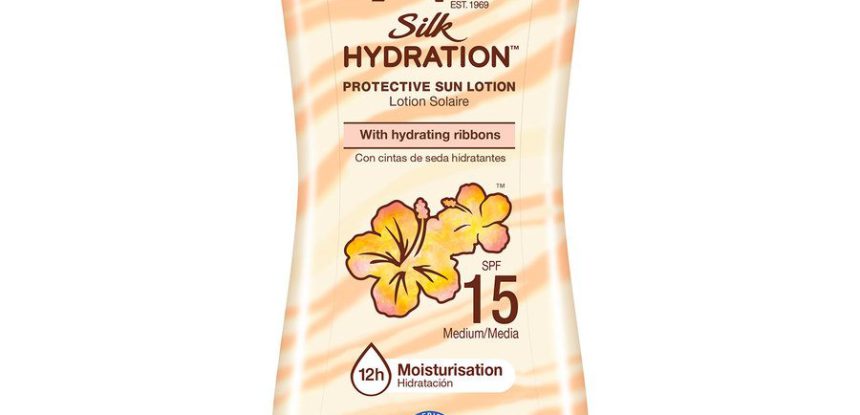 EST. 1969
Silk
HYDRATION™
PROTECTIVE SUN LOTION
Lotion Solaire
With hydrating ribbons
Con cintas de seda hidratantes
™
SPF
15
Medium/Media
12h
Moisturisation
Hidratación